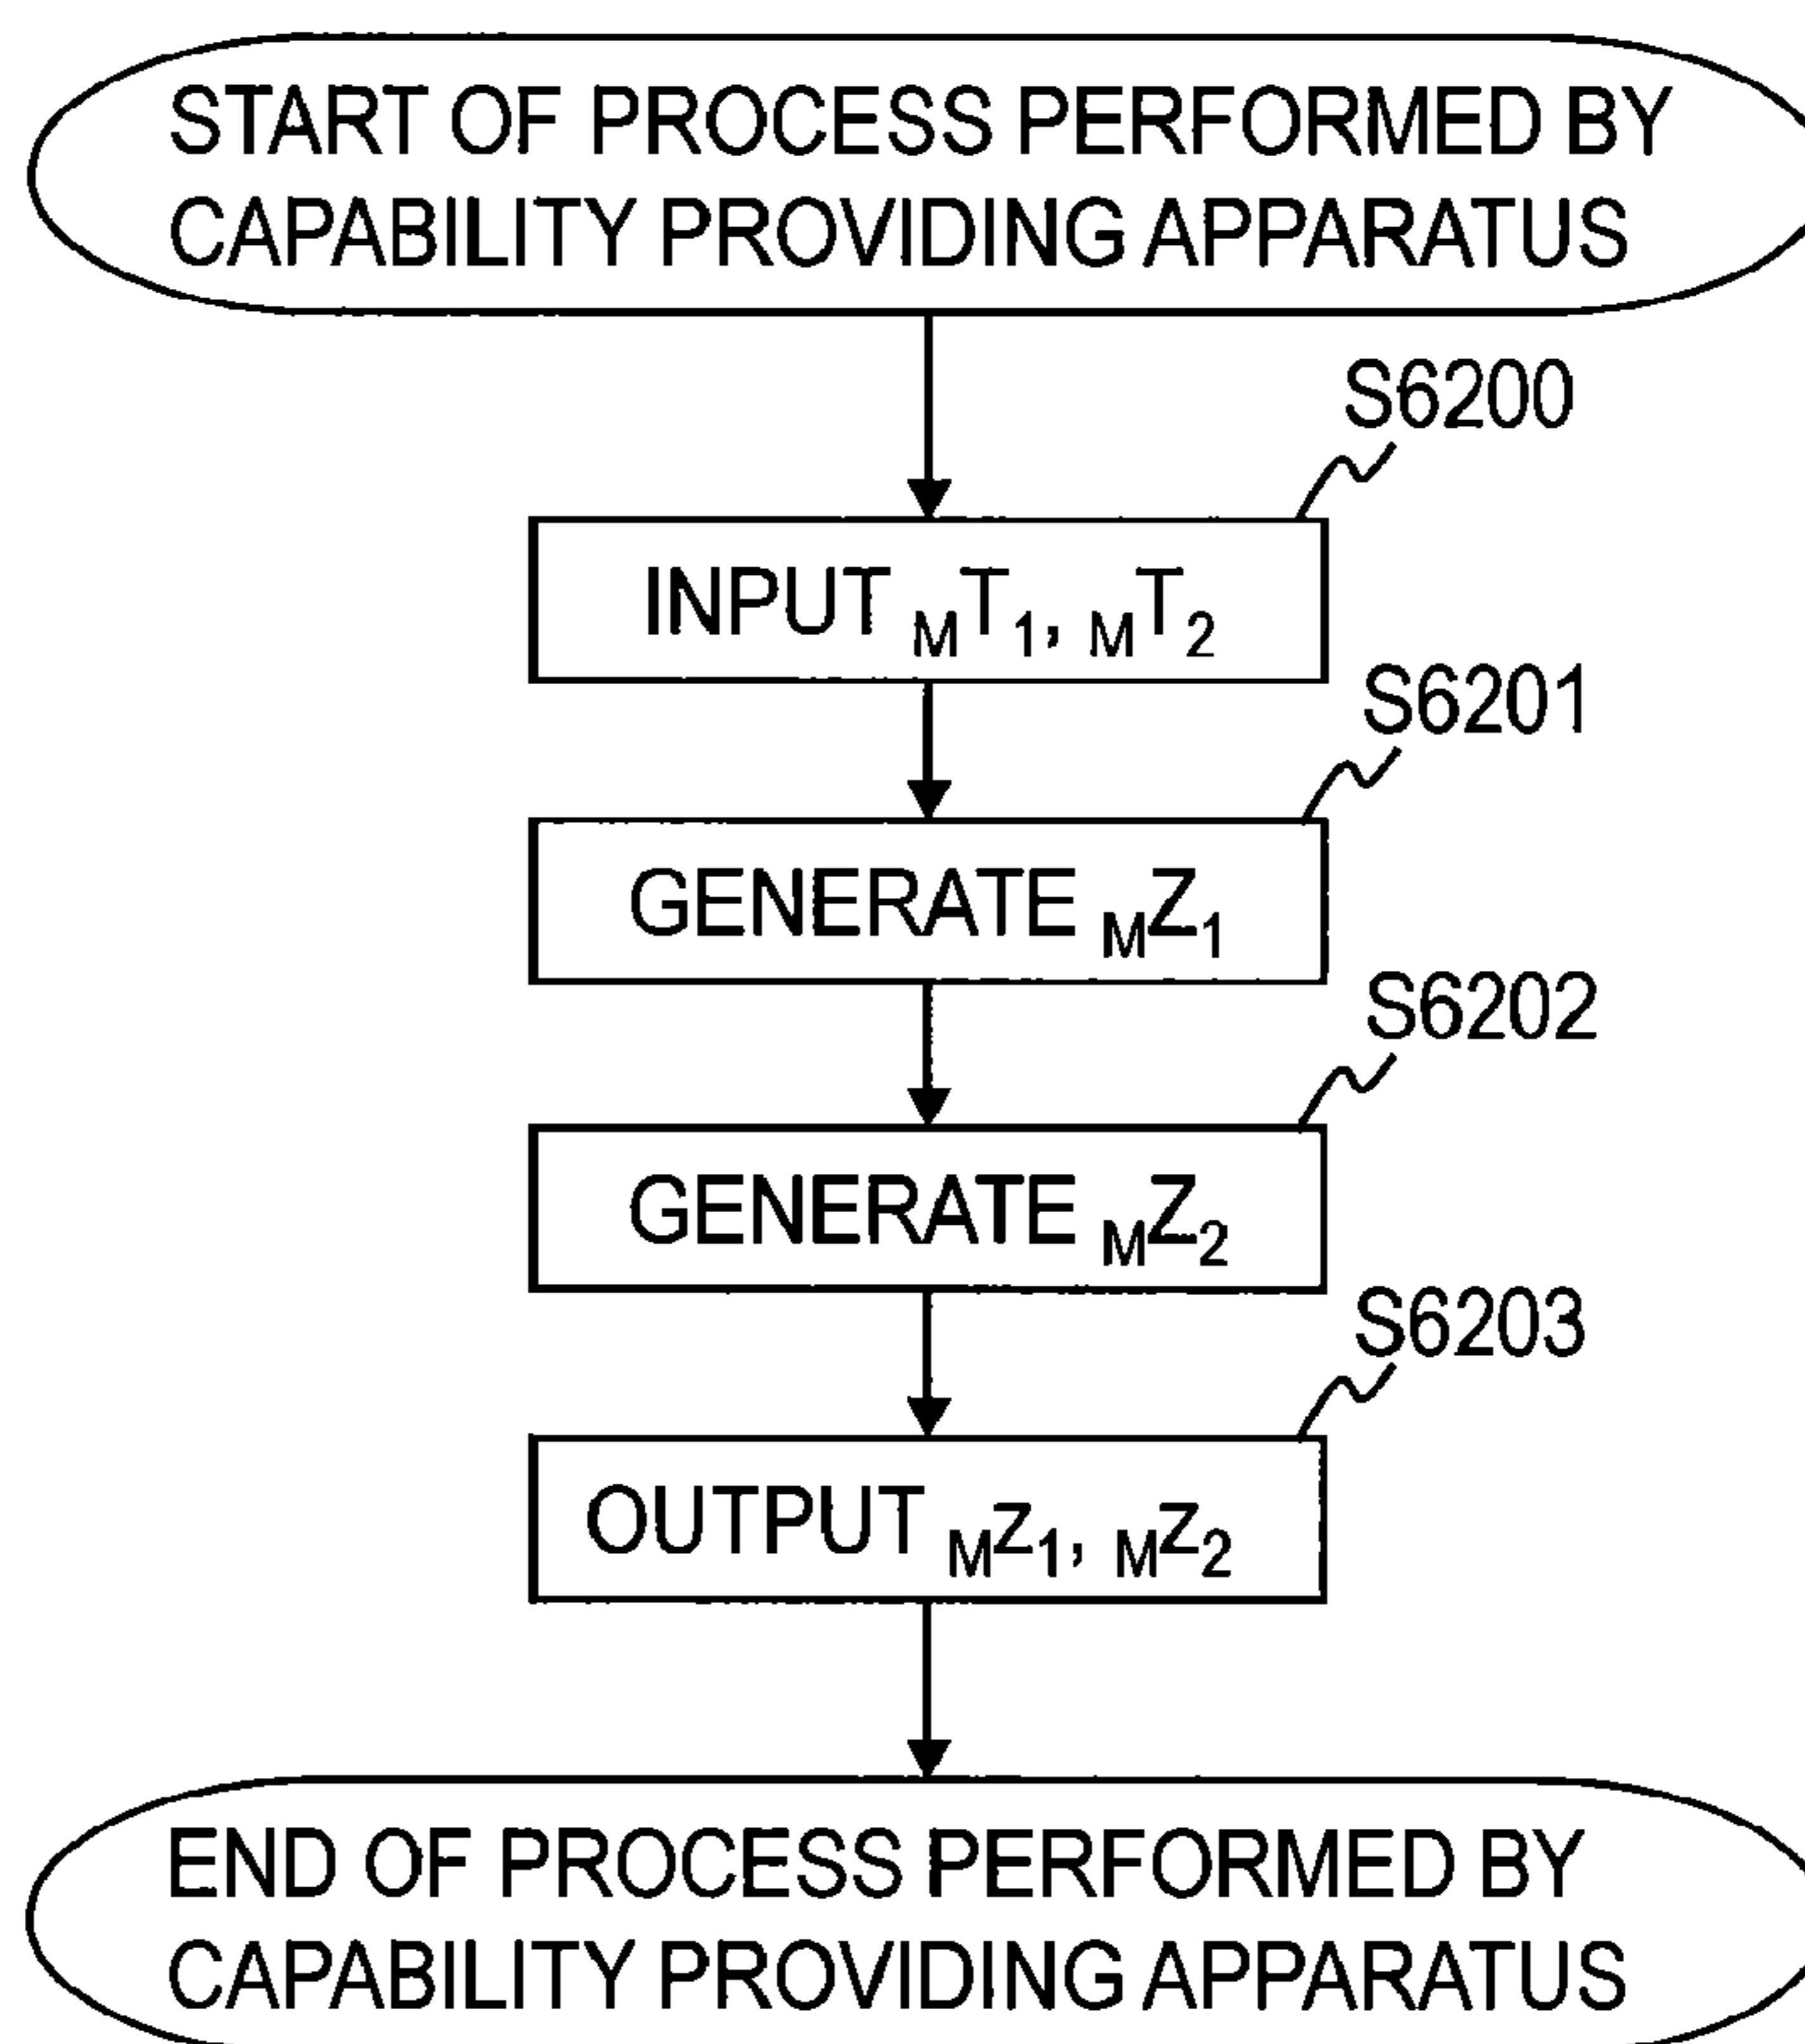 START OF PROCESS PERFORMED BY
CAPABILITY PROVIDING APPARATUS
S6200
INPUT MT1, MT2
S6201
GENERATE MZ1
S6202
GENERATE MZ2
S6203
OUTPUT Mz1, Mz2
END OF PROCESS PERFORMED BY
CAPABILITY PROVIDING APPARATUS